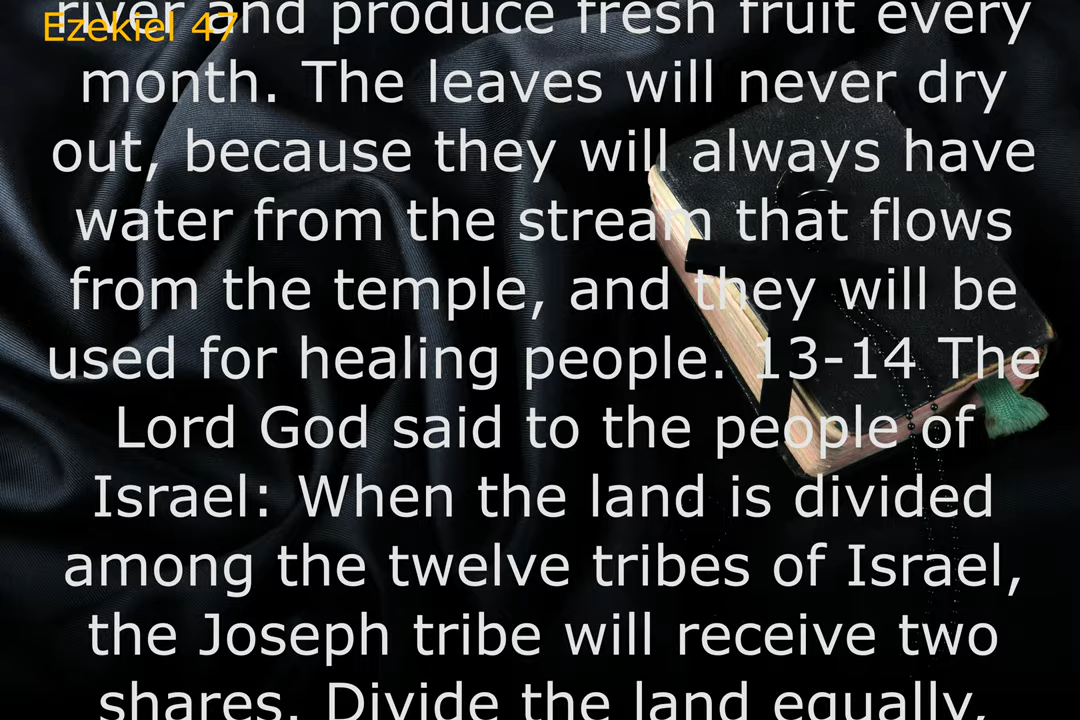 Ezekiel 47
river and produce fresh fruit every
month. The leaves will never dry
out, because they will always have
water from the stream that flows
from the temple, and they will be
used for healing people. 13-14 The
Lord God said to the people of
Israel: When the land is divided
among the twelve tribes of Israel,
the Joseph tribe will receive two
shares. Divide the land equally,